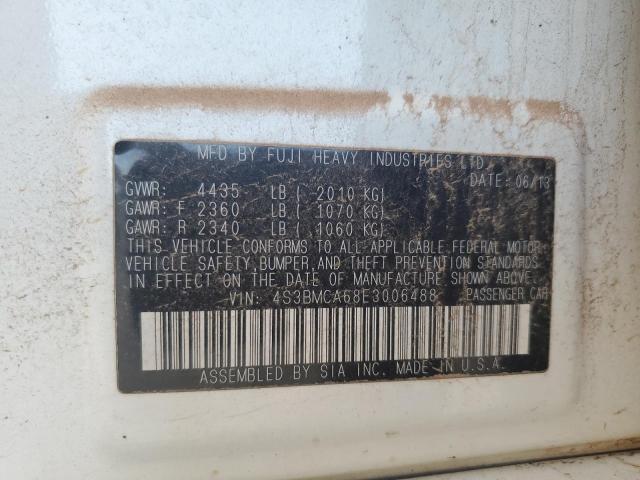 MFD BY FUJI HEAVY INDUSTRIES LTD.
DATE: 06/13
GVWR: 4435 LB ( 2010 KG)
GAWR: F 2360 LB ( 1070 KG)
GAWR: R 2340 LB ( 1060 KG)
THIS VEHICLE CONFORMS TO ALL APPLICABLE FEDERAL MOTOR
VEHICLE SAFETY, BUMPER, AND THEFT PREVENTION STANDARDS
IN EFFECT ON THE DATE OF MANUFACTURE SHOWN ABOVE.
VIN: 4S3BMCA68E3006488 PASSENGER CAR
ASSEMBLED BY SIA INC. MADE IN U.S.A.